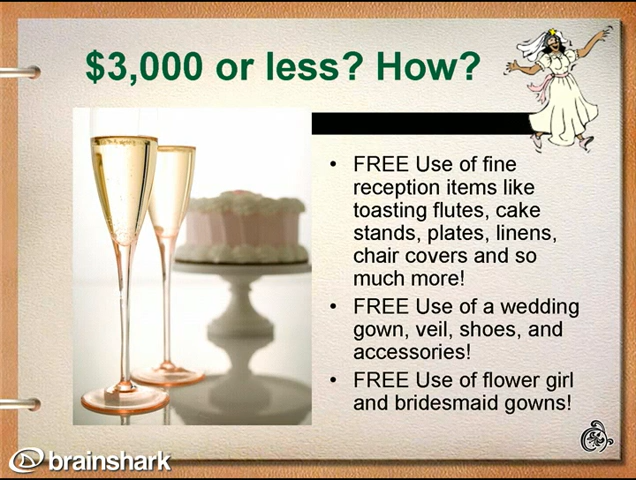 $3,000 or less? How?
• FREE Use of fine
reception items like
toasting flutes, cake
stands, plates, linens,
chair covers and so
much more!
• FREE Use of a wedding
gown, veil, shoes, and
accessories!
• FREE Use of flower girl
and bridesmaid gowns!
brainshark